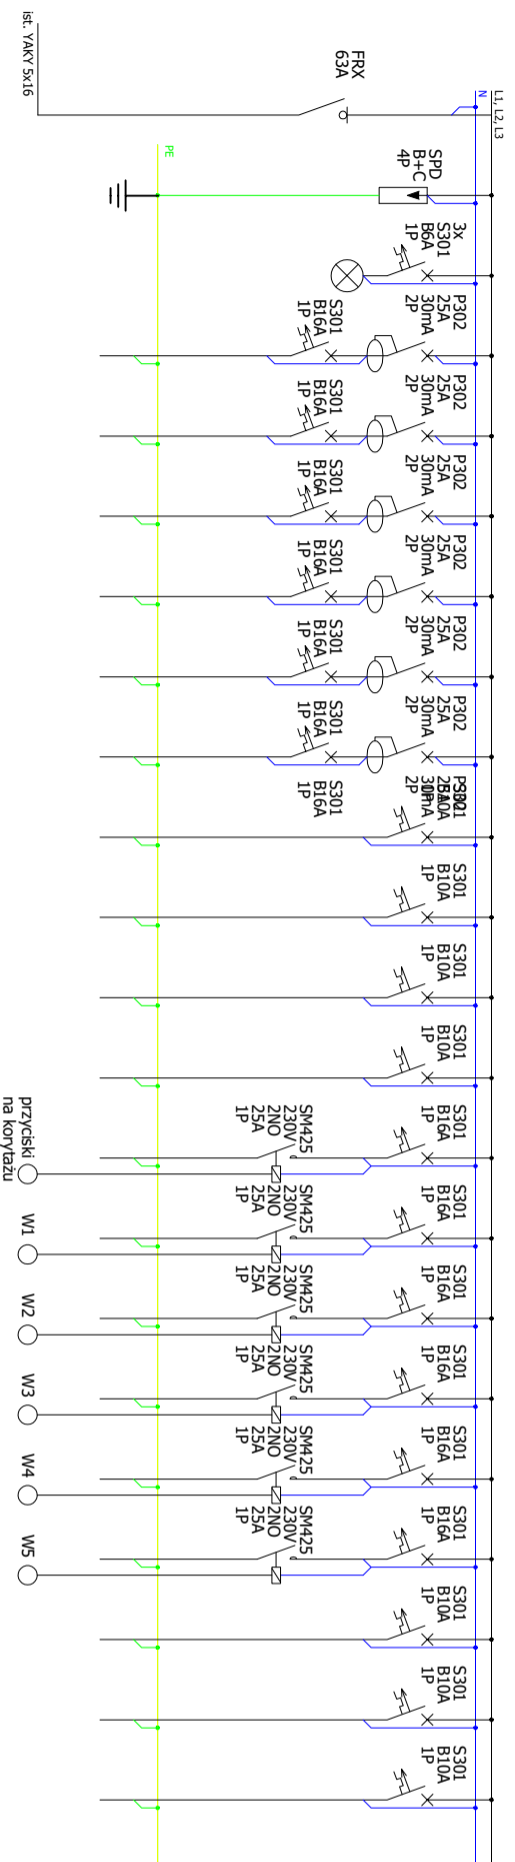 L1, L2, L3
N
FRX
63A
ist. YAKY 5x16
SPD
B+C
4P
PE
3x
S301
B6A
1P
P302
25A
30mA
2P
S301
B16A
1P
P302
25A
30mA
2P
S301
B16A
1P
P302
25A
30mA
2P
S301
B16A
1P
P302
25A
30mA
2P
S301
B16A
1P
P302
25A
30mA
2P
S301
B16A
1P
P302
25A
30mA
2P
S301
B16A
1P
2P
S301
B16A
1P
S301
B10A
1P
S301
B10A
1P
S301
B10A
1P
S301
B16A
1P
SM425
230V
2NO
25A
1P
przyciski
na korytażu
S301
B16A
1P
SM425
230V
2NO
25A
1P
W1
S301
B16A
1P
SM425
230V
2NO
25A
1P
W2
S301
B16A
1P
SM425
230V
2NO
25A
1P
W3
S301
B16A
1P
SM425
230V
2NO
25A
1P
W4
S301
B16A
1P
SM425
230V
2NO
25A
1P
W5
S301
B10A
1P
S301
B10A
1P
S301
B10A
1P